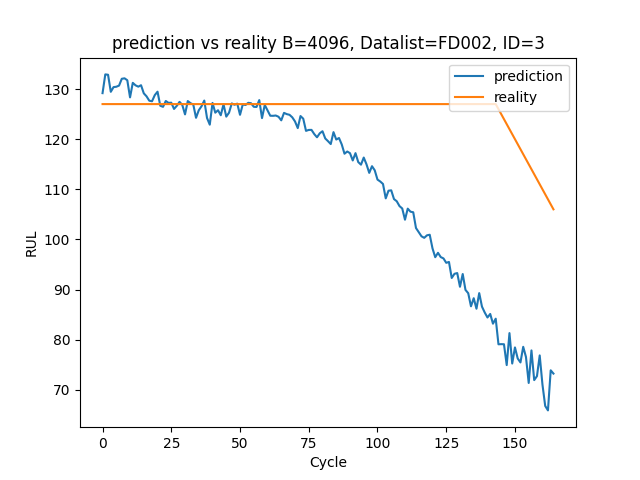 prediction vs reality B=4096, Datalist=FD002, ID=3
prediction
reality
130
120
110
100
90
80
70
RUL
0 25 50 75 100 125 150
Cycle